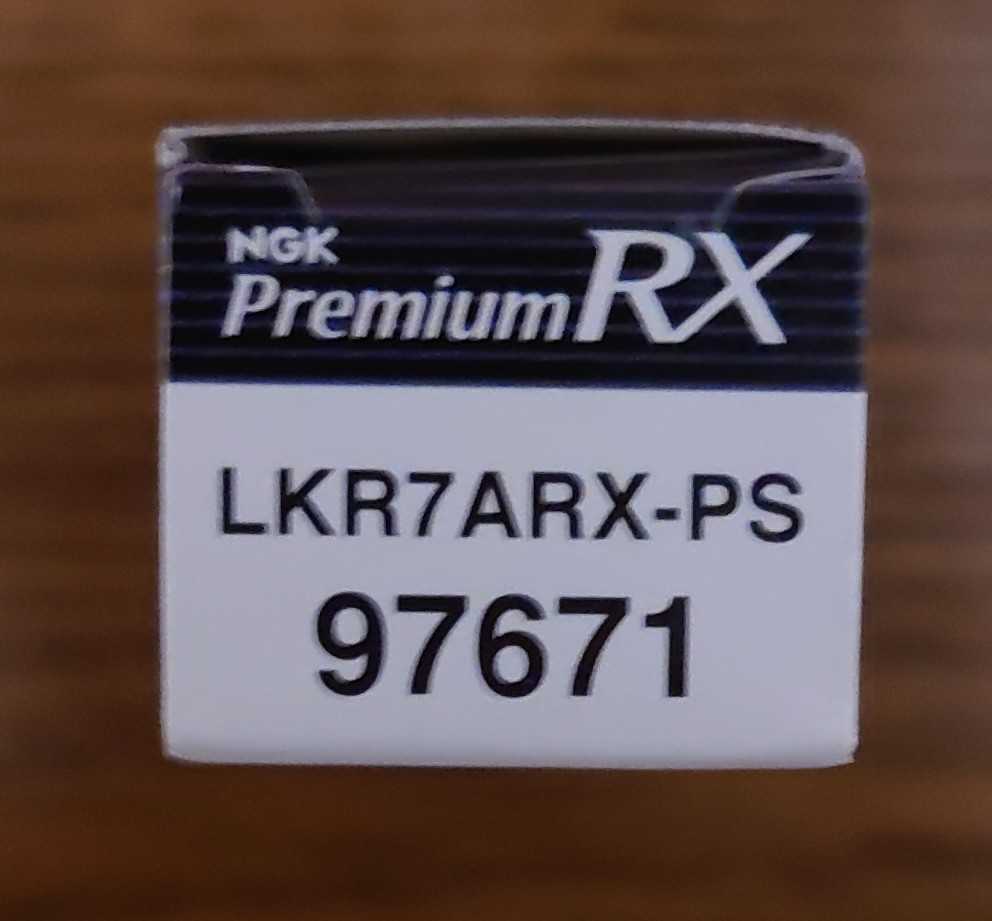 NGK
PremiumRX
LKR7ARX-PS
97671